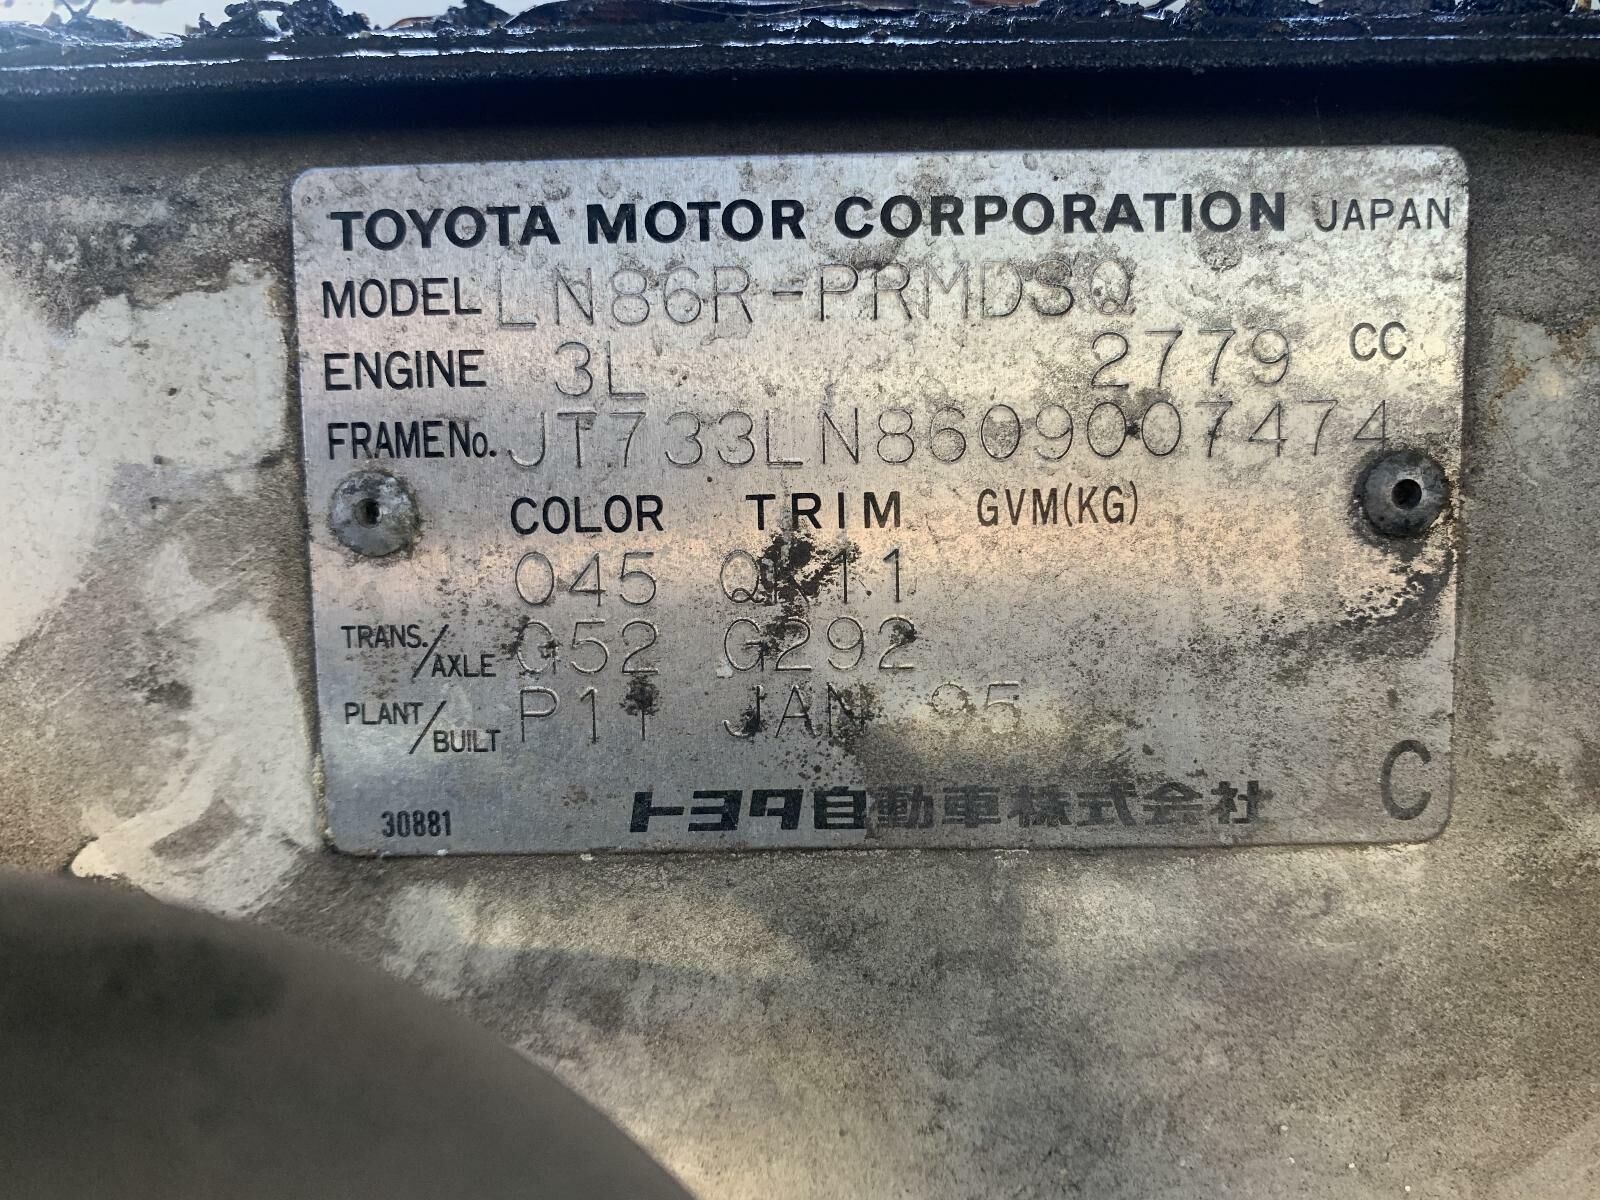 TOYOTA MOTOR CORPORATION JAPAN
MODEL LN86R-PRMDSQ
ENGINE 3L 2779 CC
FRAME No. JT733LN8609007474
COLOR TRIM GVM(KG)
045 QK11
TRANS./AXLE G52 G292
PLANT/BUILT P11 JAN 95
30881 トヨタ自動車株式会社 C